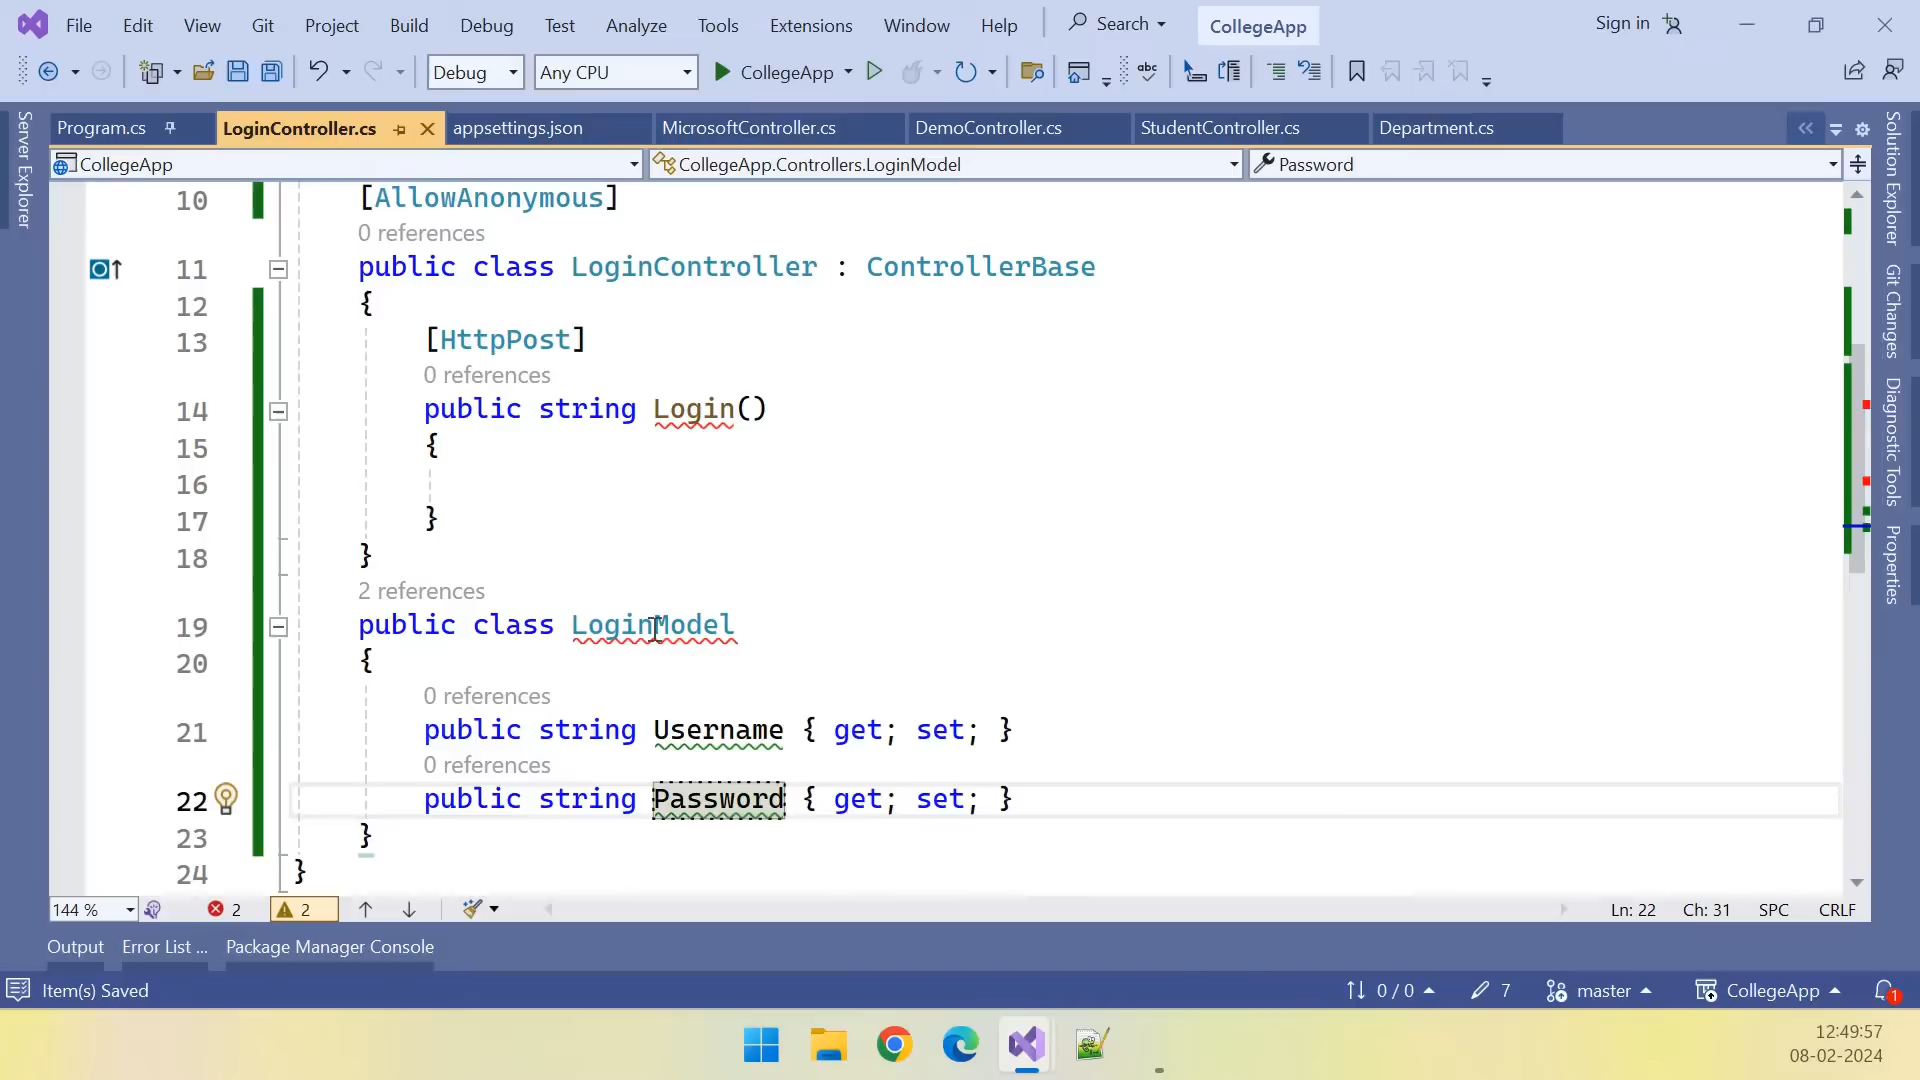 File Edit View Git Project Build Debug Test Analyze Tools Extensions Window Help Search CollegeApp Sign in
Debug Any CPU CollegeApp abc
Server Explorer
Program.cs LoginController.cs appsettings.json MicrosoftController.cs DemoController.cs StudentController.cs Department.cs
CollegeApp CollegeApp.Controllers.LoginModel Password
10 [AllowAnonymous]
0 references
11 public class LoginController : ControllerBase
12 {
13 [HttpPost]
0 references
14 public string Login()
15 {
16
17 }
18 }
2 references
19 public class LoginModel
20 {
0 references
21 public string Username { get; set; }
0 references
22 public string Password { get; set; }
23 }
24 }
Solution Explorer
Git Changes
Diagnostic Tools
Properties
144 % 2 2 Ln: 22 Ch: 31 SPC CRLF
Output Error List ... Package Manager Console
Item(s) Saved 0 / 0 7 master CollegeApp 1
12:49:57
08-02-2024